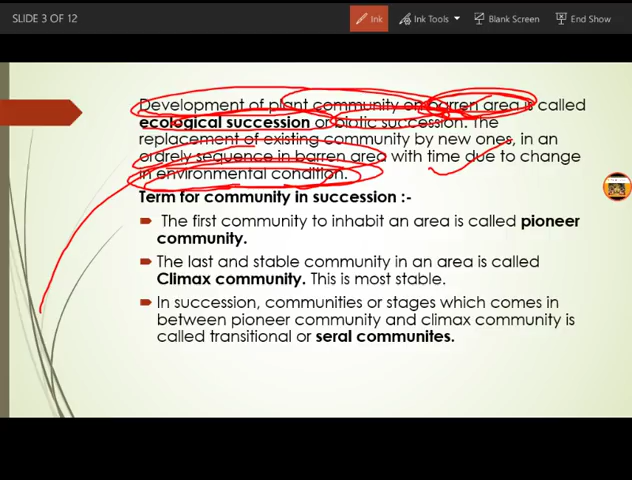 SLIDE 3 OF 12
Ink
Ink Tools
Blank Screen
End Show
Development of plant community on barren area is called
ecological succession or biotic succession. The
replacement of existing community by new ones, in an
ordrely sequence in barren area with time due to change
in environmental condition.
Term for community in succession :-
The first community to inhabit an area is called pioneer
community.
The last and stable community in an area is called
Climax community. This is most stable.
In succession, communities or stages which comes in
between pioneer community and climax community is
called transitional or seral communites.